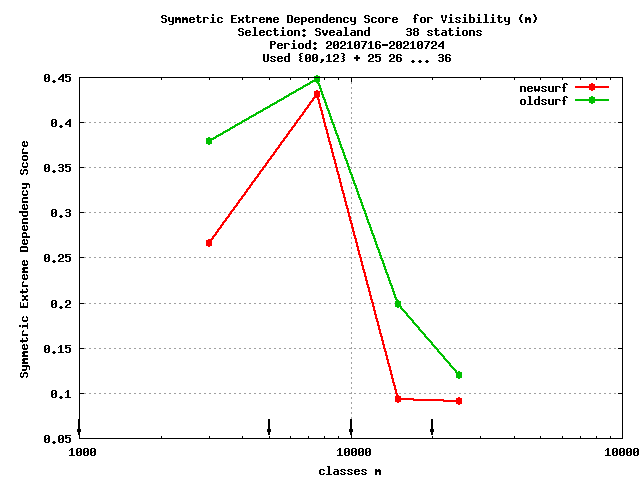 Symmetric Extreme Dependency Score  for Visibility (m)
Selection: Svealand     38 stations
Period: 20210716-20210724
Used {00,12} + 25 26 ... 36
newsurf
oldsurf
0.45
0.4
0.35
0.3
0.25
0.2
0.15
0.1
0.05
Symmetric Extreme Dependency Score
1000
10000
10000
classes m